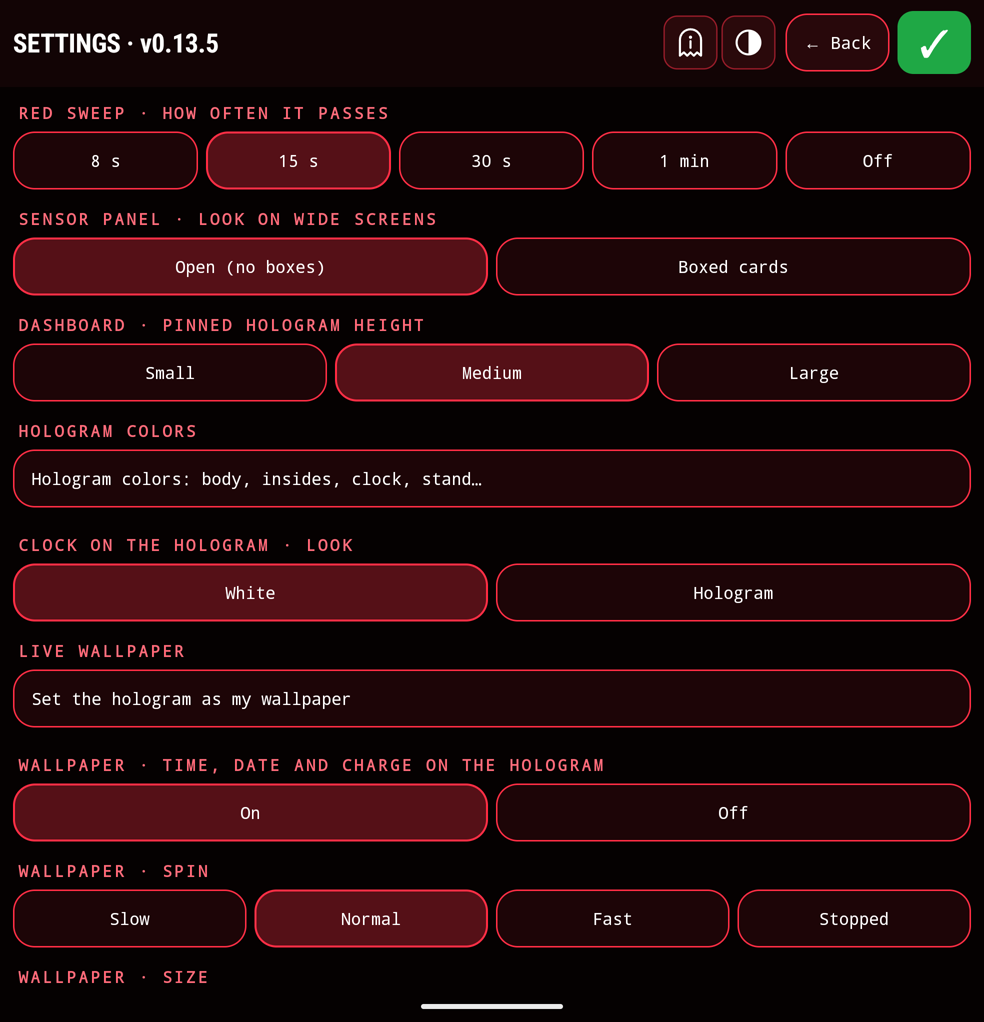 SETTINGS · v0.13.5
← Back
RED SWEEP · HOW OFTEN IT PASSES
8 s 15 s 30 s 1 min Off
SENSOR PANEL · LOOK ON WIDE SCREENS
Open (no boxes) Boxed cards
DASHBOARD · PINNED HOLOGRAM HEIGHT
Small Medium Large
HOLOGRAM COLORS
Hologram colors: body, insides, clock, stand…
CLOCK ON THE HOLOGRAM · LOOK
White Hologram
LIVE WALLPAPER
Set the hologram as my wallpaper
WALLPAPER · TIME, DATE AND CHARGE ON THE HOLOGRAM
On Off
WALLPAPER · SPIN
Slow Normal Fast Stopped
WALLPAPER · SIZE